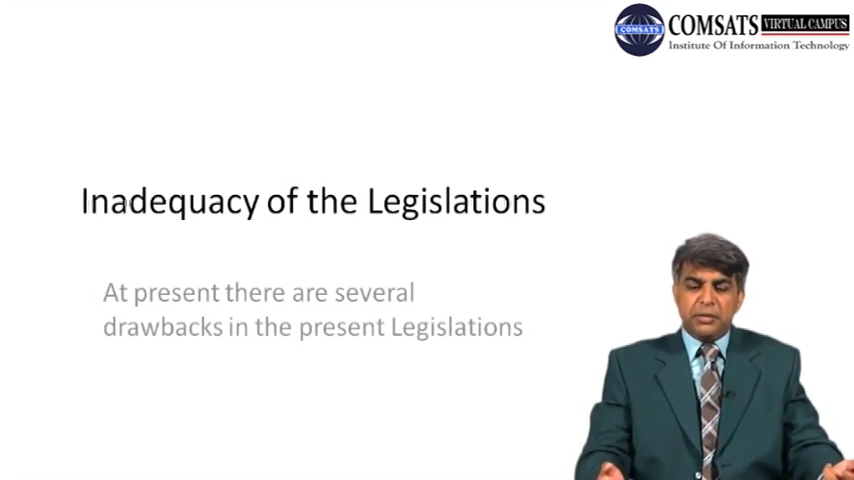 COMSATS VIRTUAL CAMPUS
COMSATS
Institute Of Information Technology
Inadequacy of the Legislations
At present there are several
drawbacks in the present Legislations